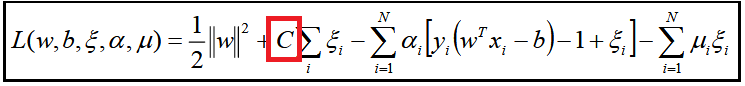 L(w,b,ξ,α,μ) = 1/2 ||w||² + C ∑_i ξ_i − ∑_{i=1}^{N} α_i [y_i (w^T x_i − b) − 1 + ξ_i] − ∑_{i=1}^{N} μ_i ξ_i